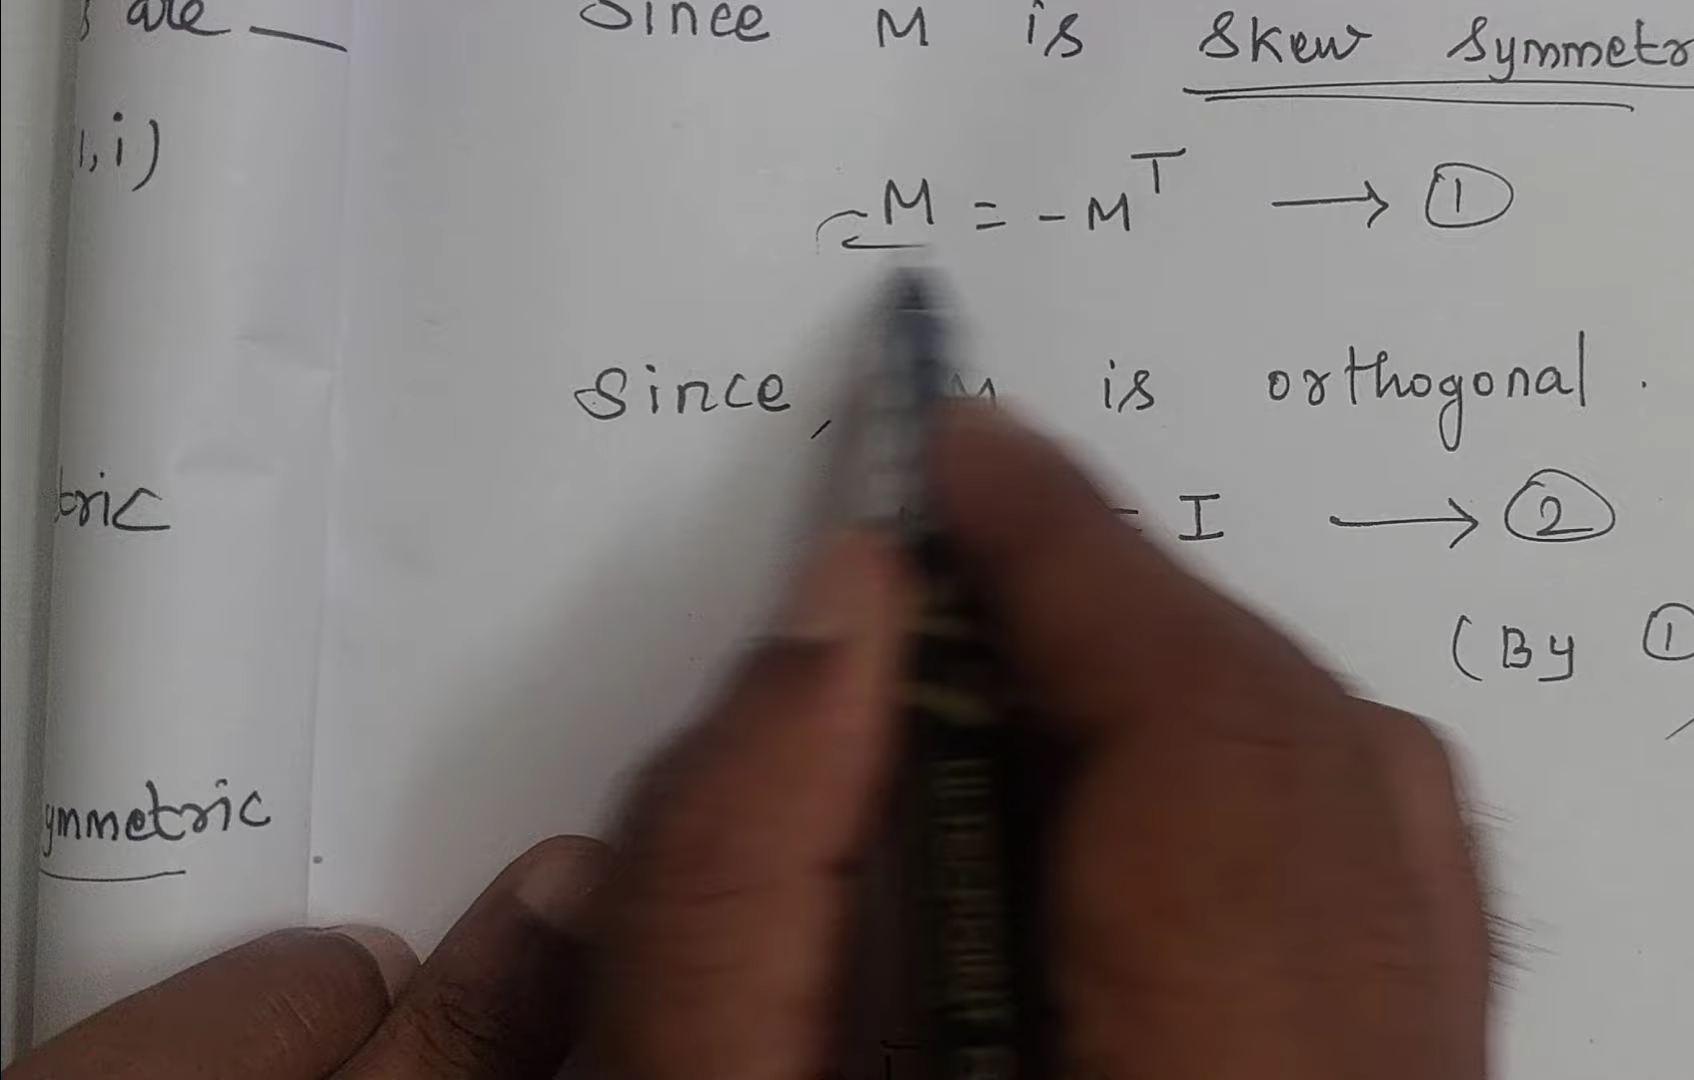 are
Since M is Skew Symmetr
1, i)
M = - M^T → ①
Since, M is orthogonal.
tric
= I → ②
(By ①
ymmetric